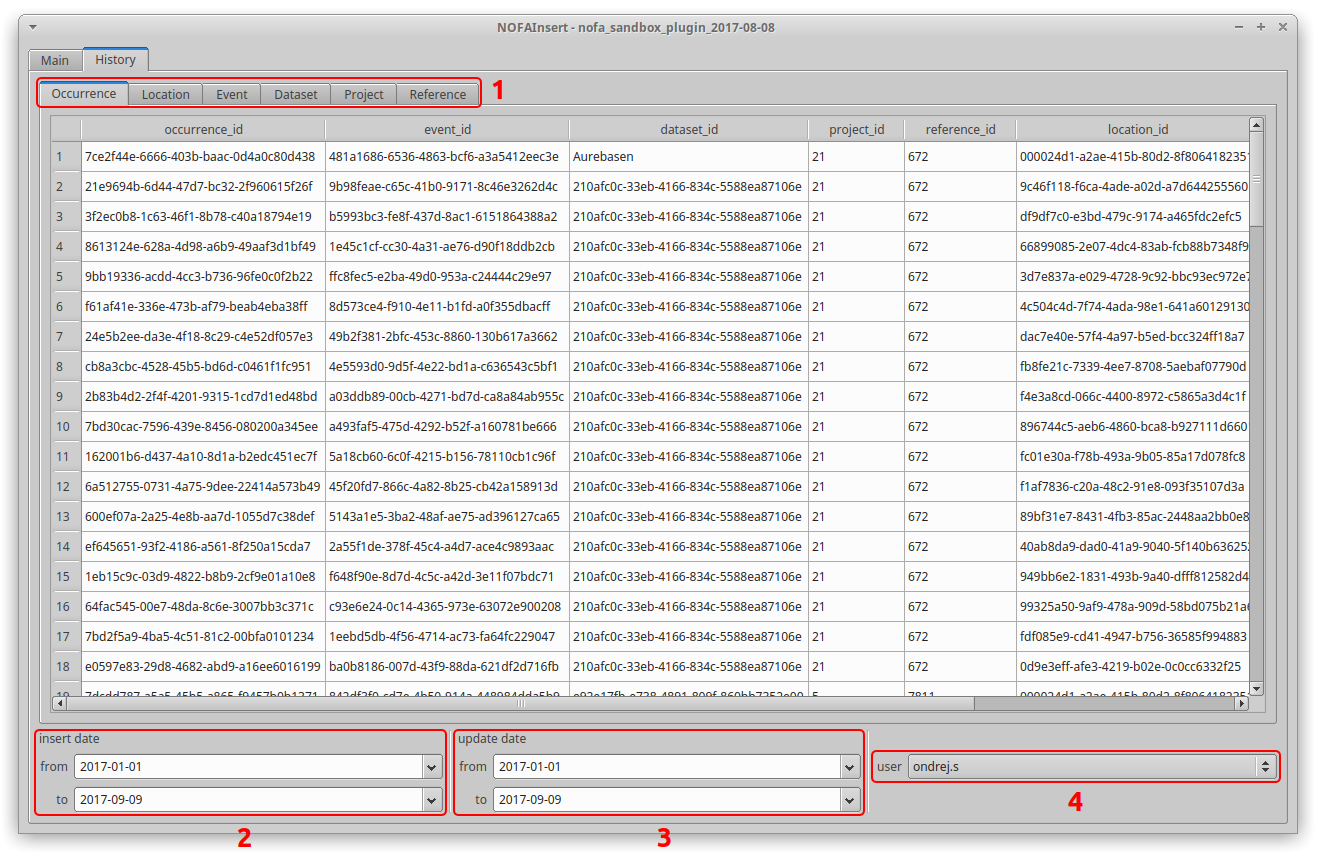 NOFAInsert - nofa_sandbox_plugin_2017-08-08
Main History
Occurrence Location Event Dataset Project Reference 1
occurrence_id event_id dataset_id project_id reference_id location_id
1 7ce2f44e-6666-403b-baac-0d4a0c80d438 481a1686-6536-4863-bcf6-a3a5412eec3e Aurebasen 21 672 000024d1-a2ae-415b-80d2-8f8064182351
2 21e9694b-6d44-47d7-bc32-2f960615f26f 9b98feae-c65c-41b0-9171-8c46e3262d4c 210afc0c-33eb-4166-834c-5588ea87106e 21 672 9c46f118-f6ca-4ade-a02d-a7d644255560
3 3f2ec0b8-1c63-46f1-8b78-c40a18794e19 b5993bc3-fe8f-437d-8ac1-6151864388a2 210afc0c-33eb-4166-834c-5588ea87106e 21 672 df9df7c0-e3bd-479c-9174-a465fdc2efc5
4 8613124e-628a-4d98-a6b9-49aaf3d1bf49 1e45c1cf-cc30-4a31-ae76-d90f18ddb2cb 210afc0c-33eb-4166-834c-5588ea87106e 21 672 66899085-2e07-4dc4-83ab-fcb88b7348f9
5 9bb19336-acdd-4cc3-b736-96fe0c0f2b22 ffc8fec5-e2ba-49d0-953a-c24444c29e97 210afc0c-33eb-4166-834c-5588ea87106e 21 672 3d7e837a-e029-4728-9c92-bbc93ec972e7
6 f61af41e-336e-473b-af79-beab4eba38ff 8d573ce4-f910-4e11-b1fd-a0f355dbacff 210afc0c-33eb-4166-834c-5588ea87106e 21 672 4c504c4d-7f74-4ada-98e1-641a60129130
7 24e5b2ee-da3e-4f18-8c29-c4e52df057e3 49b2f381-2bfc-453c-8860-130b617a3662 210afc0c-33eb-4166-834c-5588ea87106e 21 672 dac7e40e-57f4-4a97-b5ed-bcc324ff18a7
8 cb8a3cbc-4528-45b5-bd6d-c0461f1fc951 4e5593d0-9d5f-4e22-bd1a-c636543c5bf1 210afc0c-33eb-4166-834c-5588ea87106e 21 672 fb8fe21c-7339-4ee7-8708-5aebaf07790d
9 2b83b4d2-2f4f-4201-9315-1cd7d1ed48bd a03ddb89-00cb-4271-bd7d-ca8a84ab955c 210afc0c-33eb-4166-834c-5588ea87106e 21 672 f4e3a8cd-066c-4400-8972-c5865a3d4c1f
10 7bd30cac-7596-439e-8456-080200a345ee a493faf5-475d-4292-b52f-a160781be666 210afc0c-33eb-4166-834c-5588ea87106e 21 672 896744c5-aeb6-4860-bca8-b927111d660
11 162001b6-d437-4a10-8d1a-b2edc451ec7f 5a18cb60-6c0f-4215-b156-78110cb1c96f 210afc0c-33eb-4166-834c-5588ea87106e 21 672 fc01e30a-f78b-493a-9b05-85a17d078fc8
12 6a512755-0731-4a75-9dee-22414a573b49 45f20fd7-866c-4a82-8b25-cb42a158913d 210afc0c-33eb-4166-834c-5588ea87106e 21 672 f1af7836-c20a-48c2-91e8-093f35107d3a
13 600ef07a-2a25-4e8b-aa7d-1055d7c38def 5143a1e5-3ba2-48af-ae75-ad396127ca65 210afc0c-33eb-4166-834c-5588ea87106e 21 672 89bf31e7-8431-4fb3-85ac-2448aa2bb0e8
14 ef645651-93f2-4186-a561-8f250a15cda7 2a55f1de-378f-45c4-a4d7-ace4c9893aac 210afc0c-33eb-4166-834c-5588ea87106e 21 672 40ab8da9-dad0-41a9-9040-5f140b636252
15 1eb15c9c-03d9-4822-b8b9-2cf9e01a10e8 f648f90e-8d7d-4c5c-a42d-3e11f07bdc71 210afc0c-33eb-4166-834c-5588ea87106e 21 672 949bb6e2-1831-493b-9a40-dfff812582d4
16 64fac545-00e7-48da-8c6e-3007bb3c371c c93e6e24-0c14-4365-973e-63072e900208 210afc0c-33eb-4166-834c-5588ea87106e 21 672 99325a50-9af9-478a-909d-58bd075b21a6
17 7bd2f5a9-4ba5-4c51-81c2-00bfa0101234 1eebd5db-4f56-4714-ac73-fa64fc229047 210afc0c-33eb-4166-834c-5588ea87106e 21 672 fdf085e9-cd41-4947-b756-36585f994883
18 e0597e83-29d8-4682-abd9-a16ee6016199 ba0b8186-007d-43f9-88da-621df2d716fb 210afc0c-33eb-4166-834c-5588ea87106e 21 672 0d9e3eff-afe3-4219-b02e-0c0cc6332f25
insert date update date
from 2017-01-01 from 2017-01-01 user ondrej.s
to 2017-09-09 to 2017-09-09 4
2 3